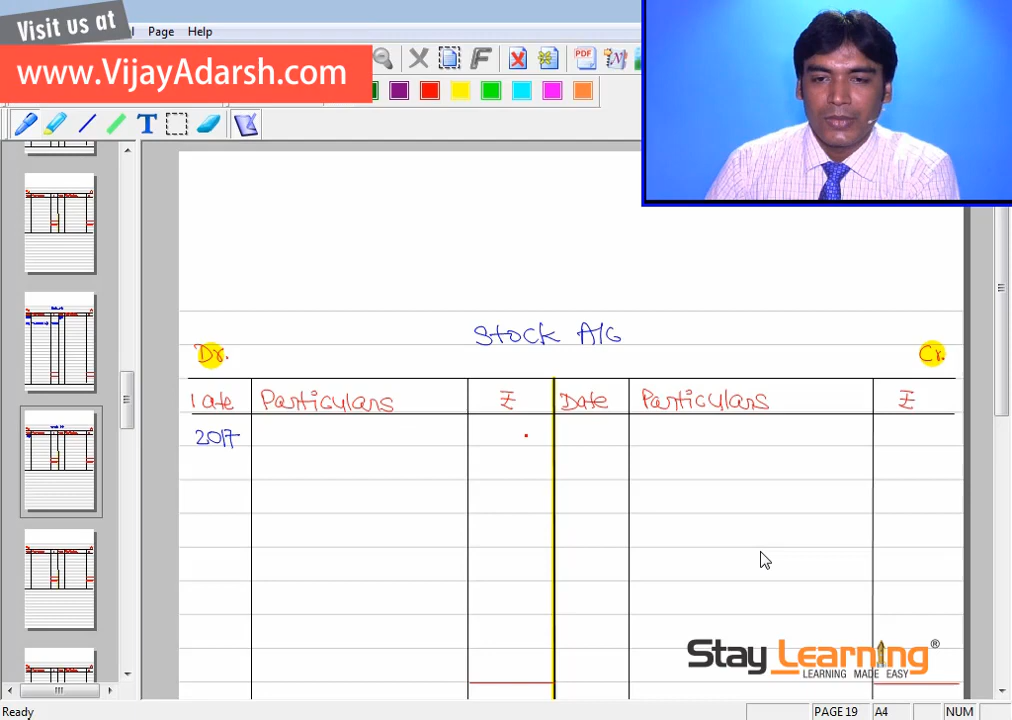 Visit us at
www.VijayAdarsh.com
Page Help
PDF
T
Stock A/C
Dr. Cr.
Date Particulars ₹ Date Particulars ₹
2017
Stay Learning®
LEARNING MADE EASY
Ready PAGE 19 A4 NUM